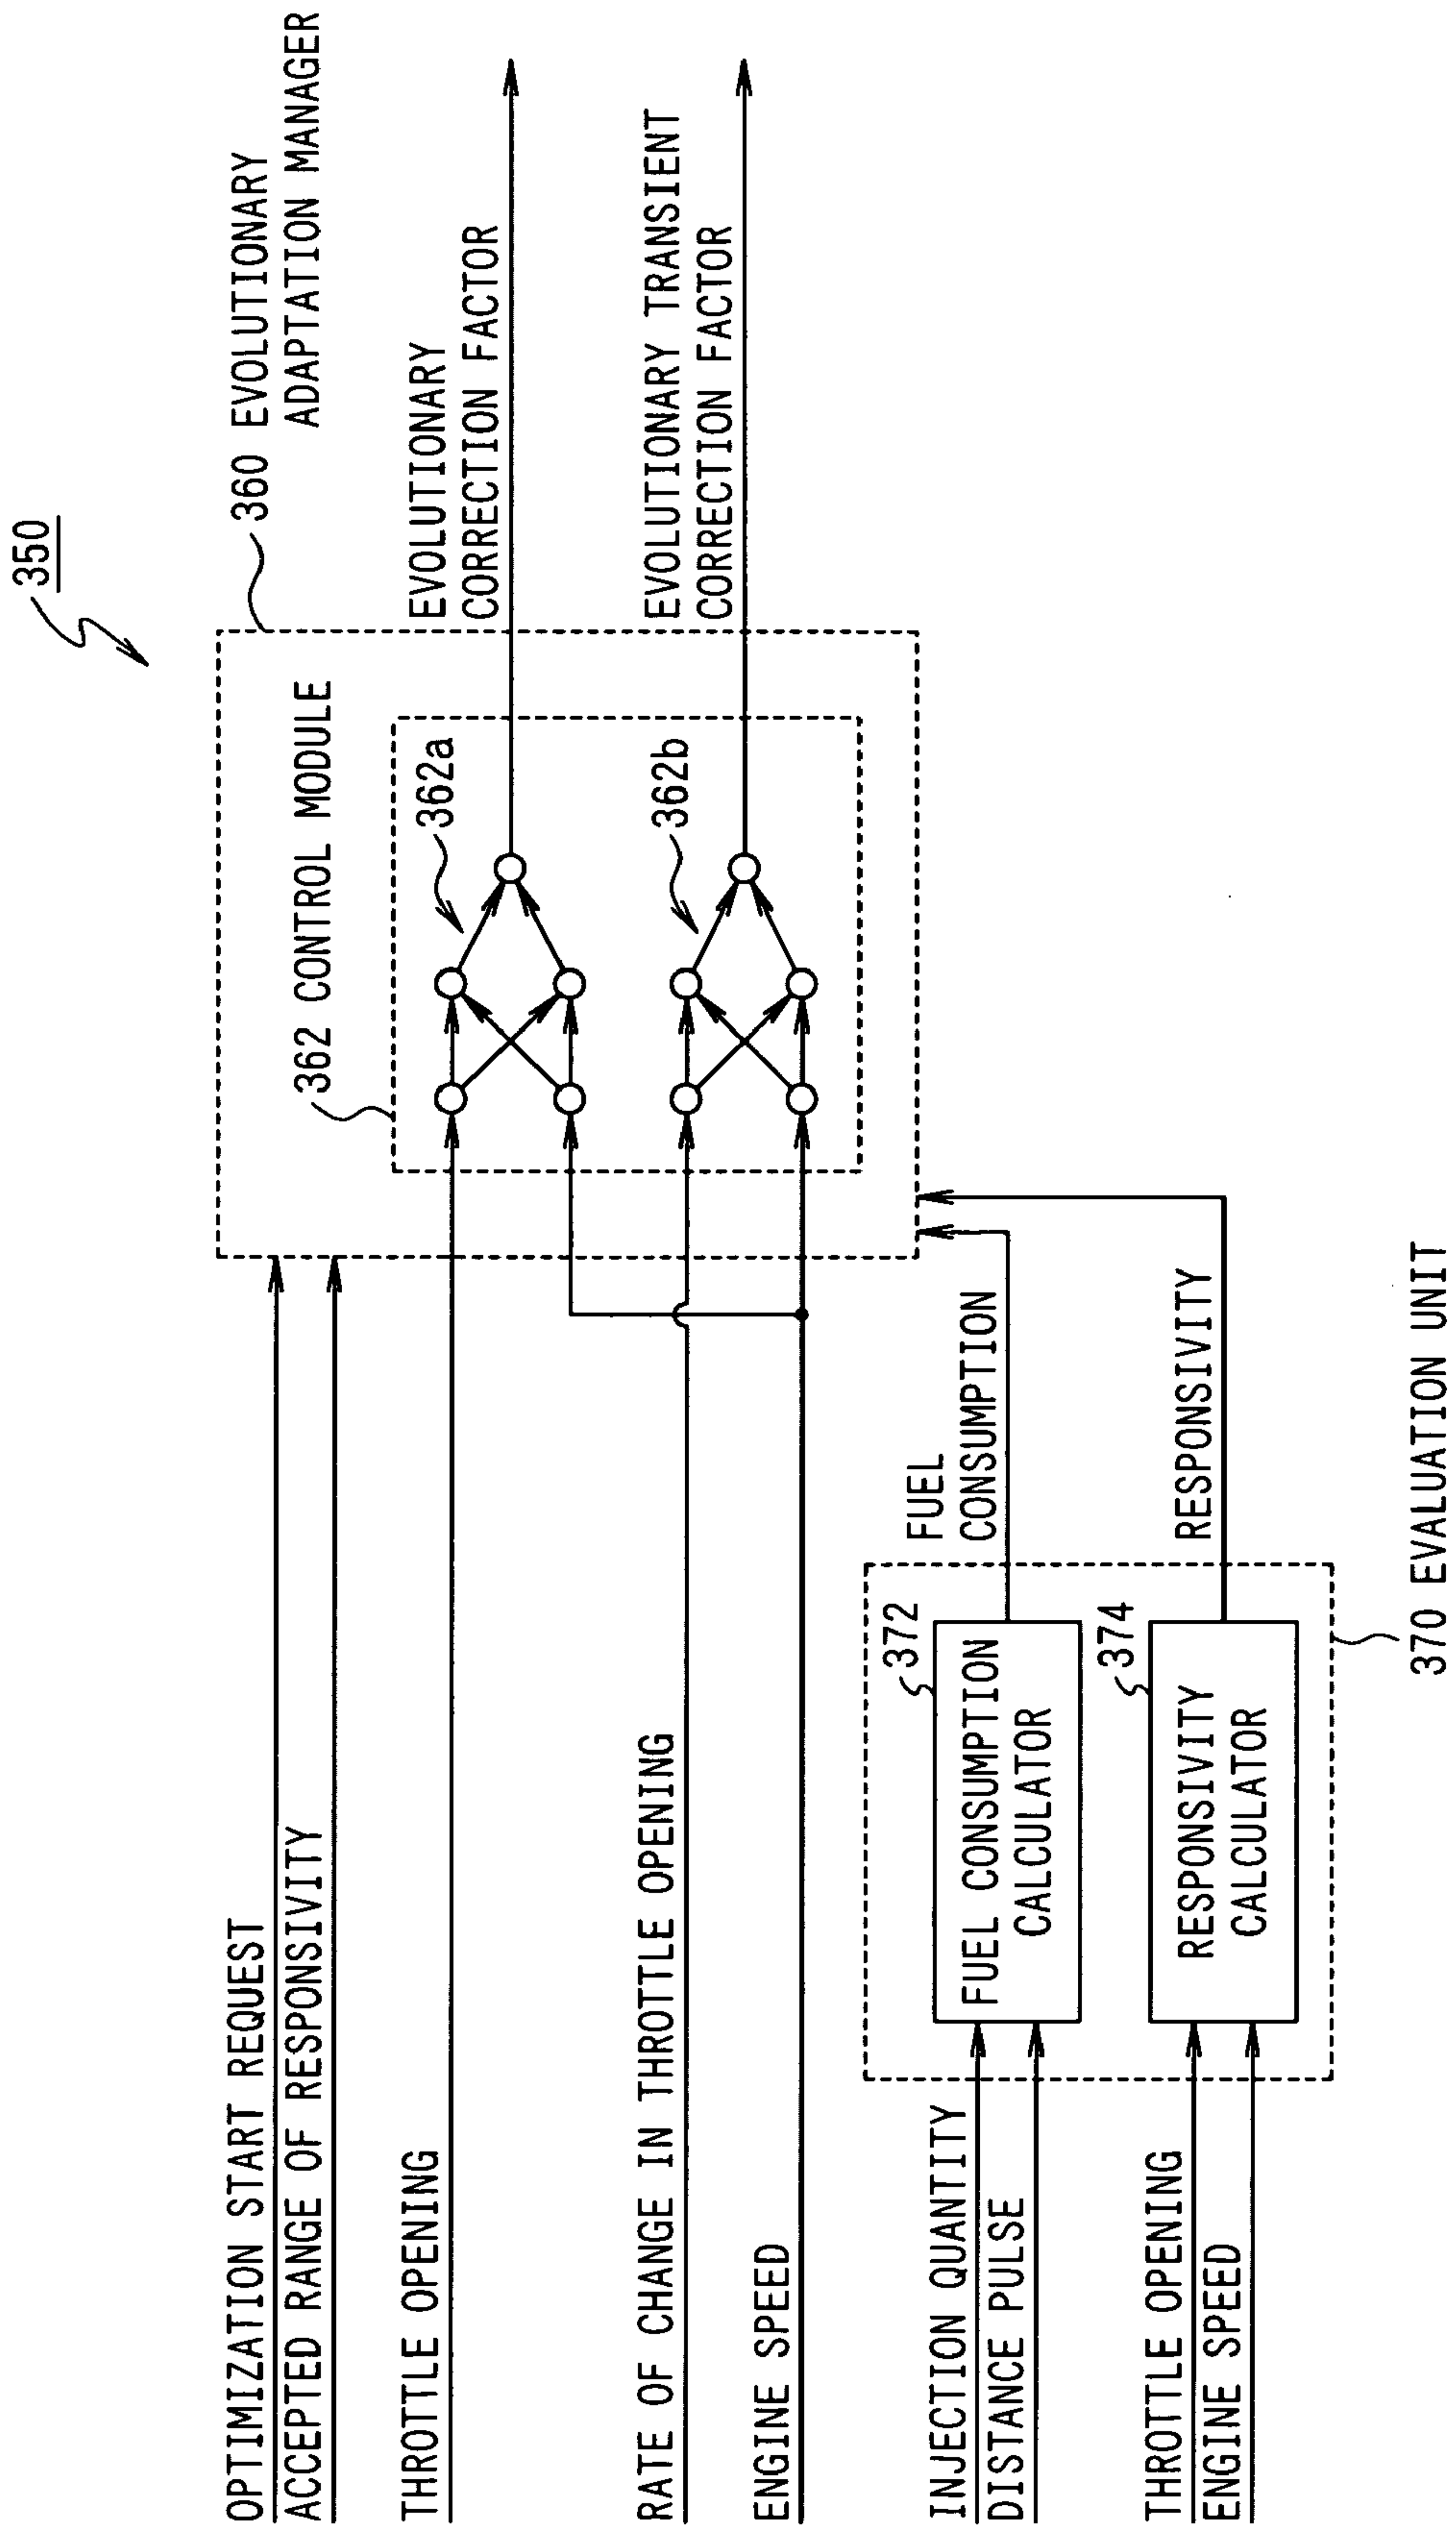 350
360 EVOLUTIONARY
ADAPTATION MANAGER
362 CONTROL MODULE
362a
362b
EVOLUTIONARY
CORRECTION FACTOR
EVOLUTIONARY TRANSIENT
CORRECTION FACTOR
OPTIMIZATION START REQUEST
ACCEPTED RANGE OF RESPONSIVITY
THROTTLE OPENING
RATE OF CHANGE IN THROTTLE OPENING
ENGINE SPEED
INJECTION QUANTITY
DISTANCE PULSE
372
FUEL CONSUMPTION
CALCULATOR
FUEL
CONSUMPTION
THROTTLE OPENING
ENGINE SPEED
374
RESPONSIVITY
CALCULATOR
RESPONSIVITY
370 EVALUATION UNIT